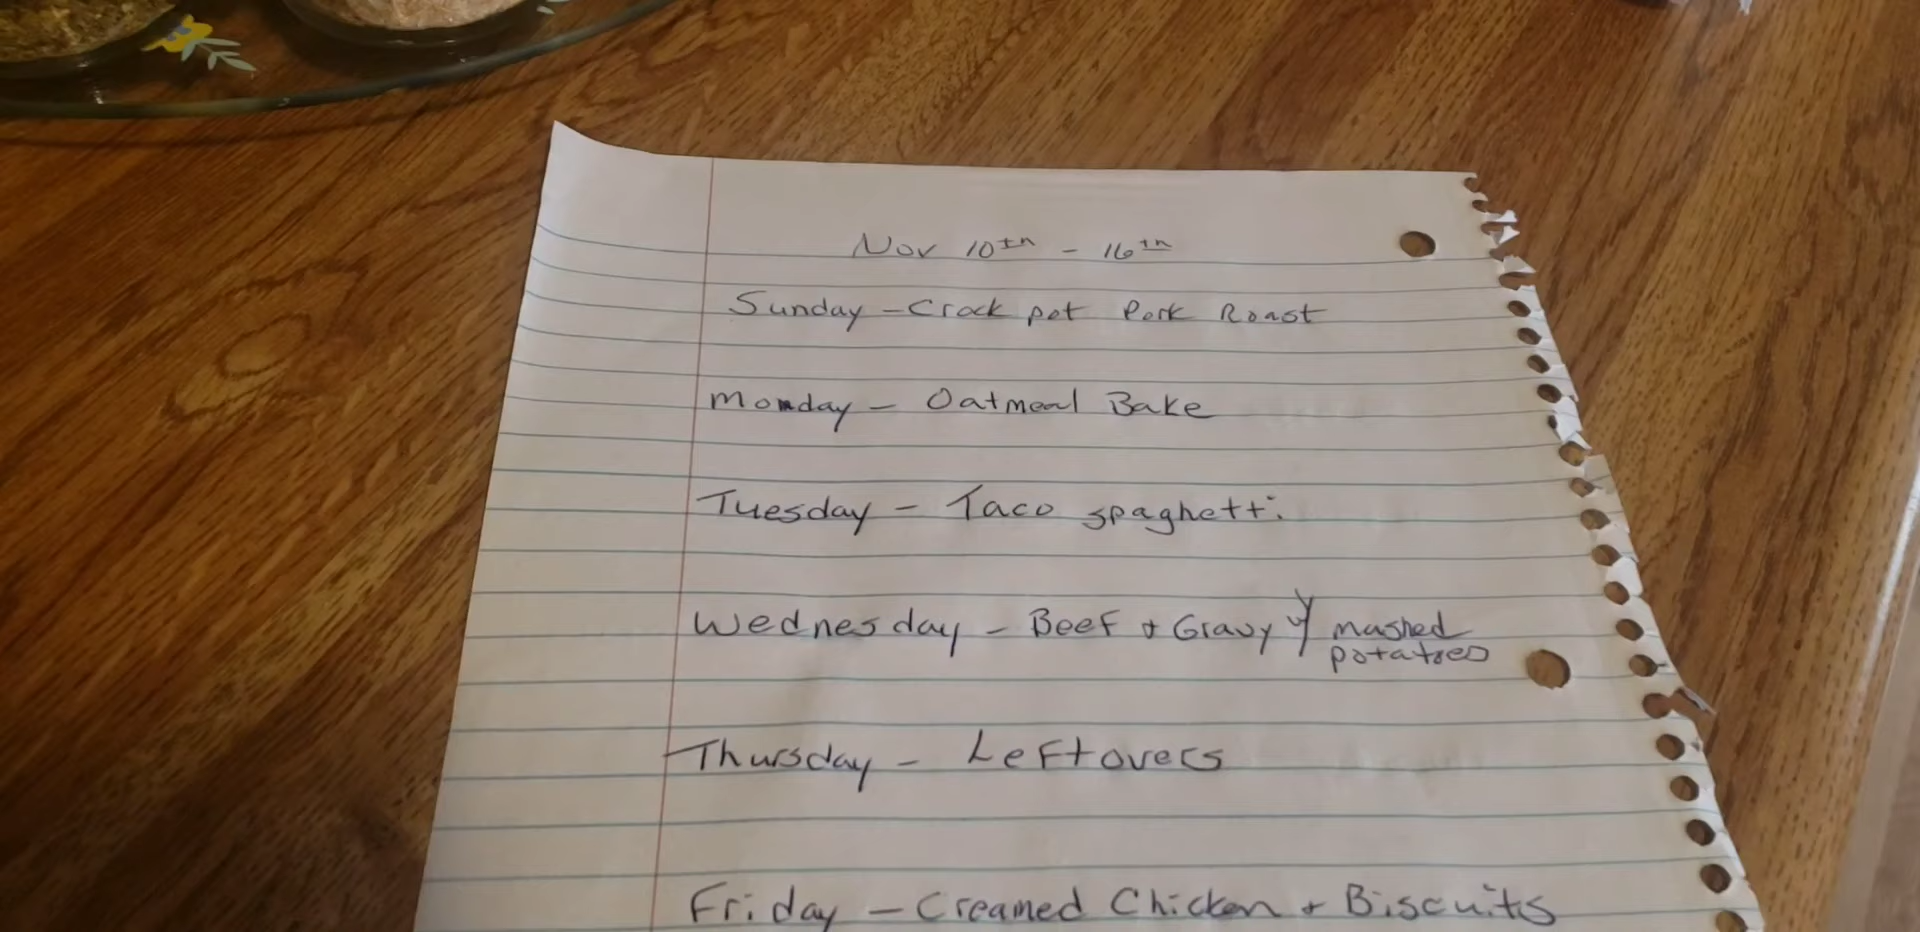 Nov 10th - 16th
Sunday - Crock pot Pork Roast
Monday - Oatmeal Bake
Tuesday - Taco spaghetti
Wednesday - Beef + Gravy w/ mashed
potatoes
Thursday - Leftovers
Friday - Creamed Chicken + Biscuits